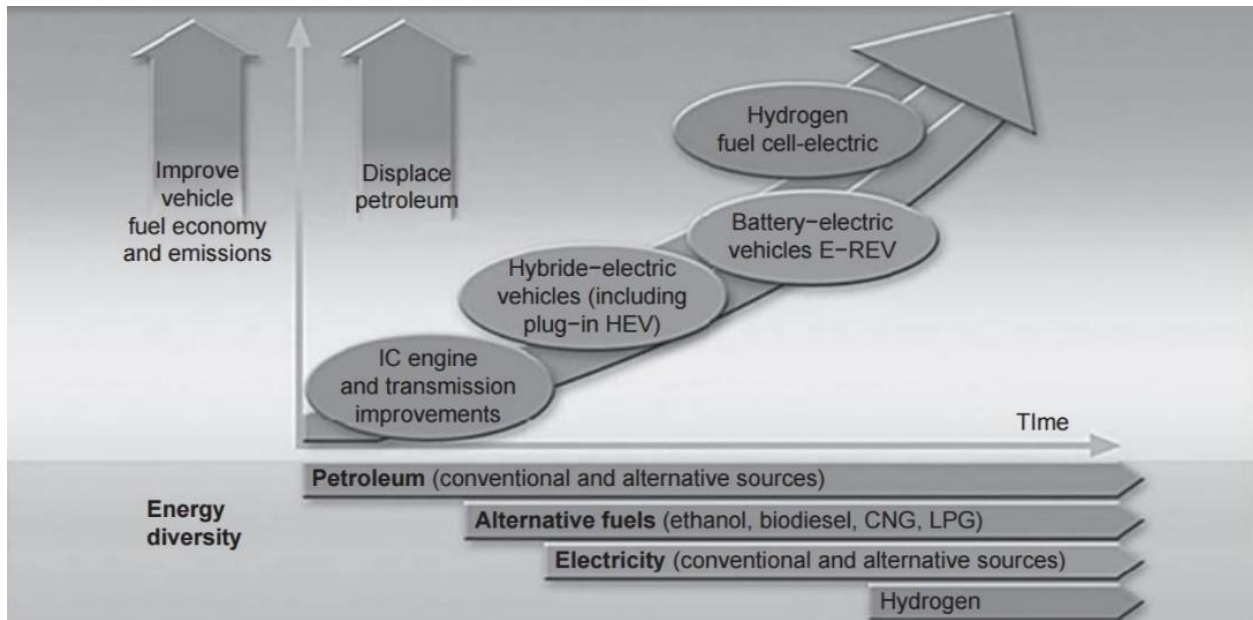 Improve
vehicle
fuel economy
and emissions
Displace
petroleum
Hydrogen
fuel cell-electric
Battery−electric
vehicles E−REV
Hybride−electric
vehicles (including
plug−in HEV)
IC engine
and transmission
improvements
TIme
Energy
diversity
Petroleum (conventional and alternative sources)
Alternative fuels (ethanol, biodiesel, CNG, LPG)
Electricity (conventional and alternative sources)
Hydrogen